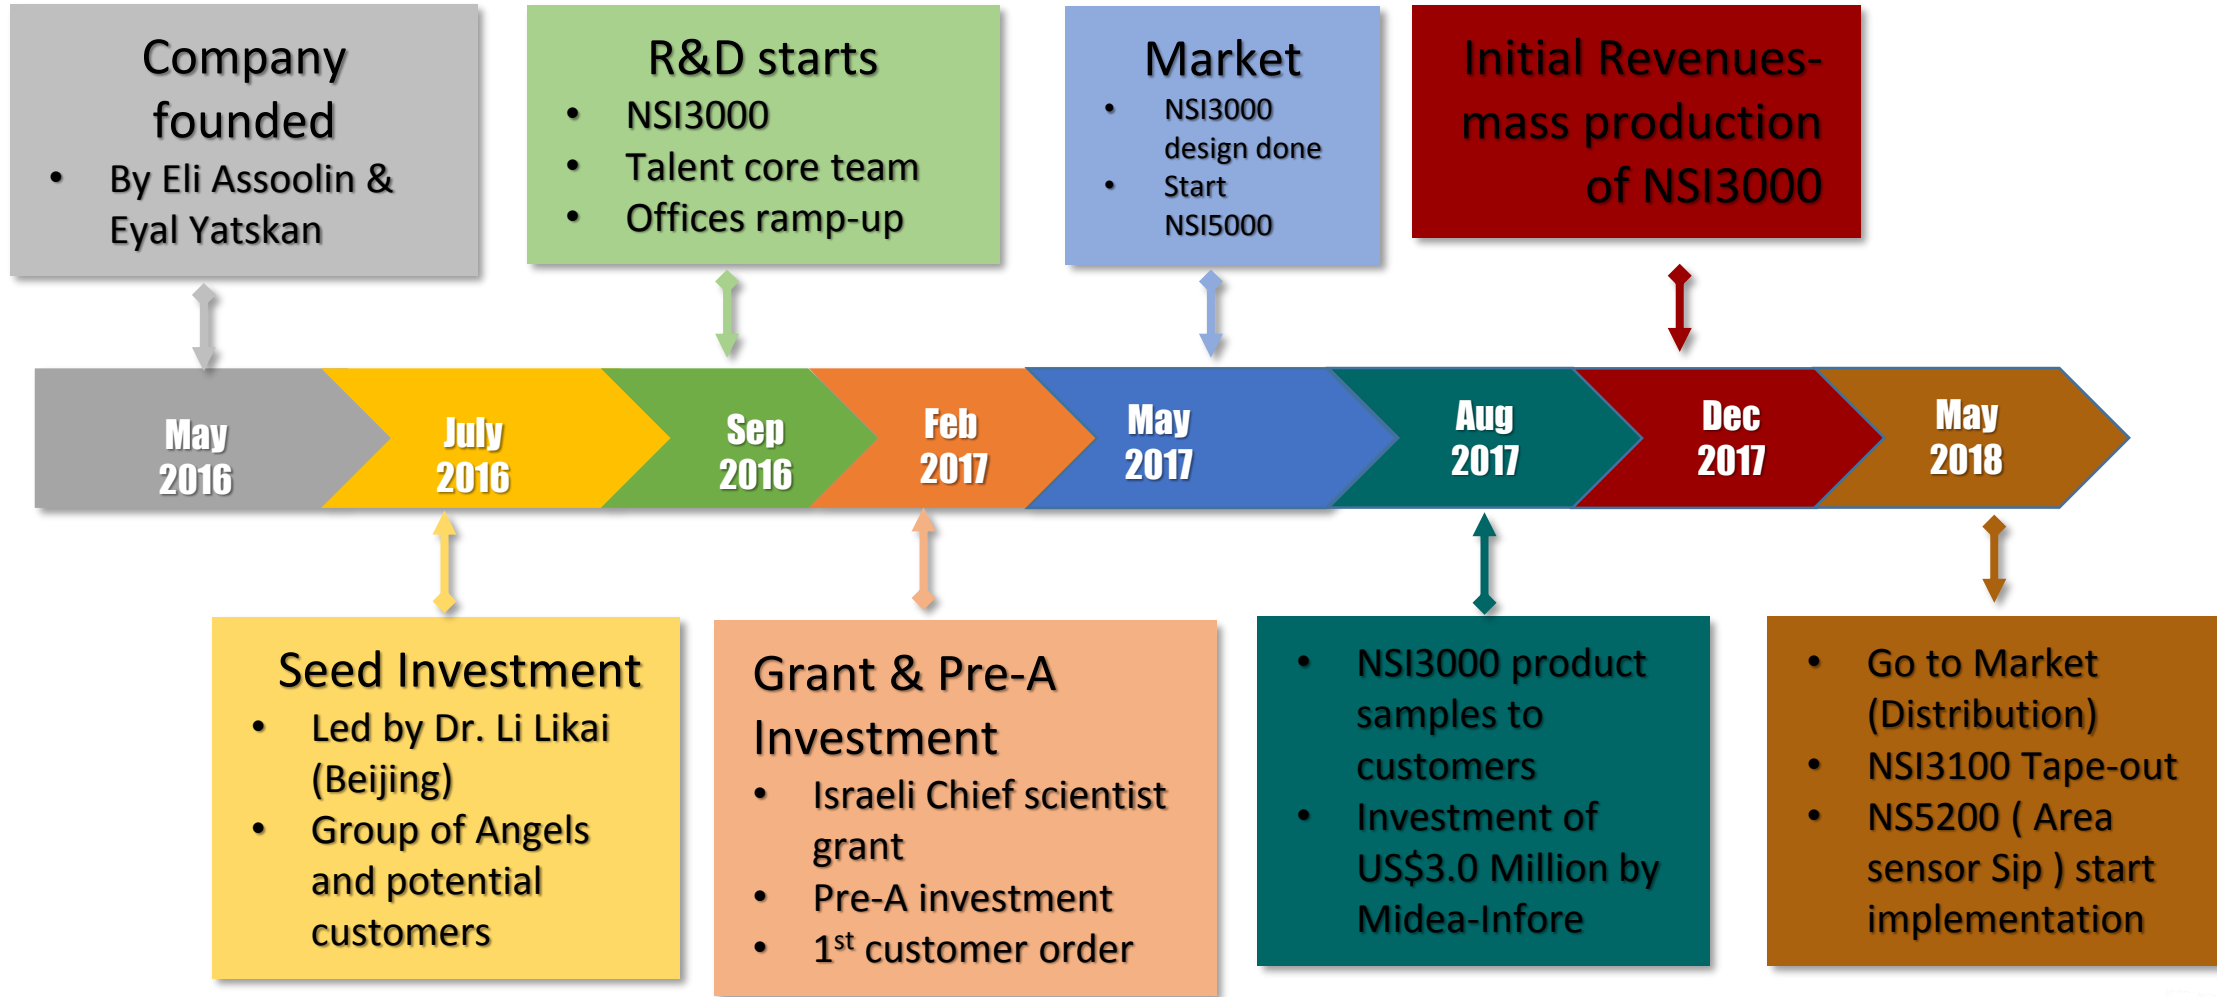 Company
founded
• By Eli Assoolin &
Eyal Yatskan
R&D starts
• NSI3000
• Talent core team
• Offices ramp-up
Market
• NSI3000
design done
• Start
NSI5000
Initial Revenues-
mass production
of NSI3000
May
2016
July
2016
Sep
2016
Feb
2017
May
2017
Aug
2017
Dec
2017
May
2018
Seed Investment
• Led by Dr. Li Likai
(Beijing)
• Group of Angels
and potential
customers
Grant & Pre-A
Investment
• Israeli Chief scientist
grant
• Pre-A investment
• 1st customer order
• NSI3000 product
samples to
customers
• Investment of
US$3.0 Million by
Midea-Infore
• Go to Market
(Distribution)
• NSI3100 Tape-out
• NS5200 ( Area
sensor Sip ) start
implementation